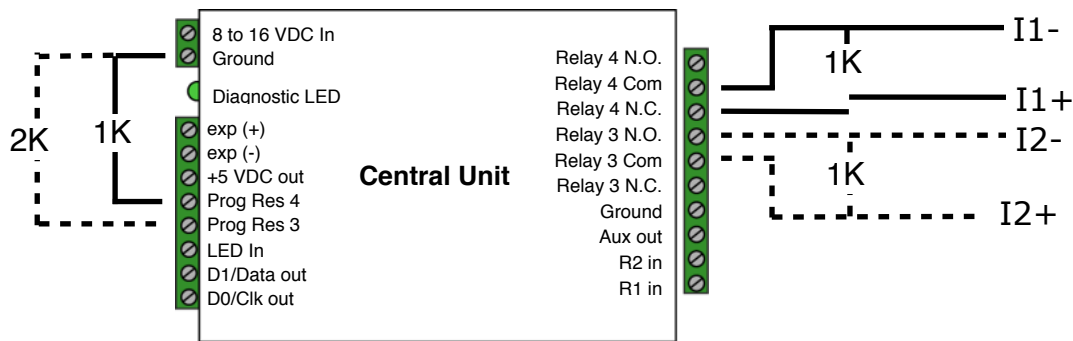 8 to 16 VDC In
Ground
Diagnostic LED
exp (+)
exp (-)
+5 VDC out
Prog Res 4
Prog Res 3
LED In
D1/Data out
D0/Clk out
2K
1K
Central Unit
Relay 4 N.O.
Relay 4 Com
Relay 4 N.C.
Relay 3 N.O.
Relay 3 Com
Relay 3 N.C.
Ground
Aux out
R2 in
R1 in
I1-
1K
I1+
I2-
1K
I2+